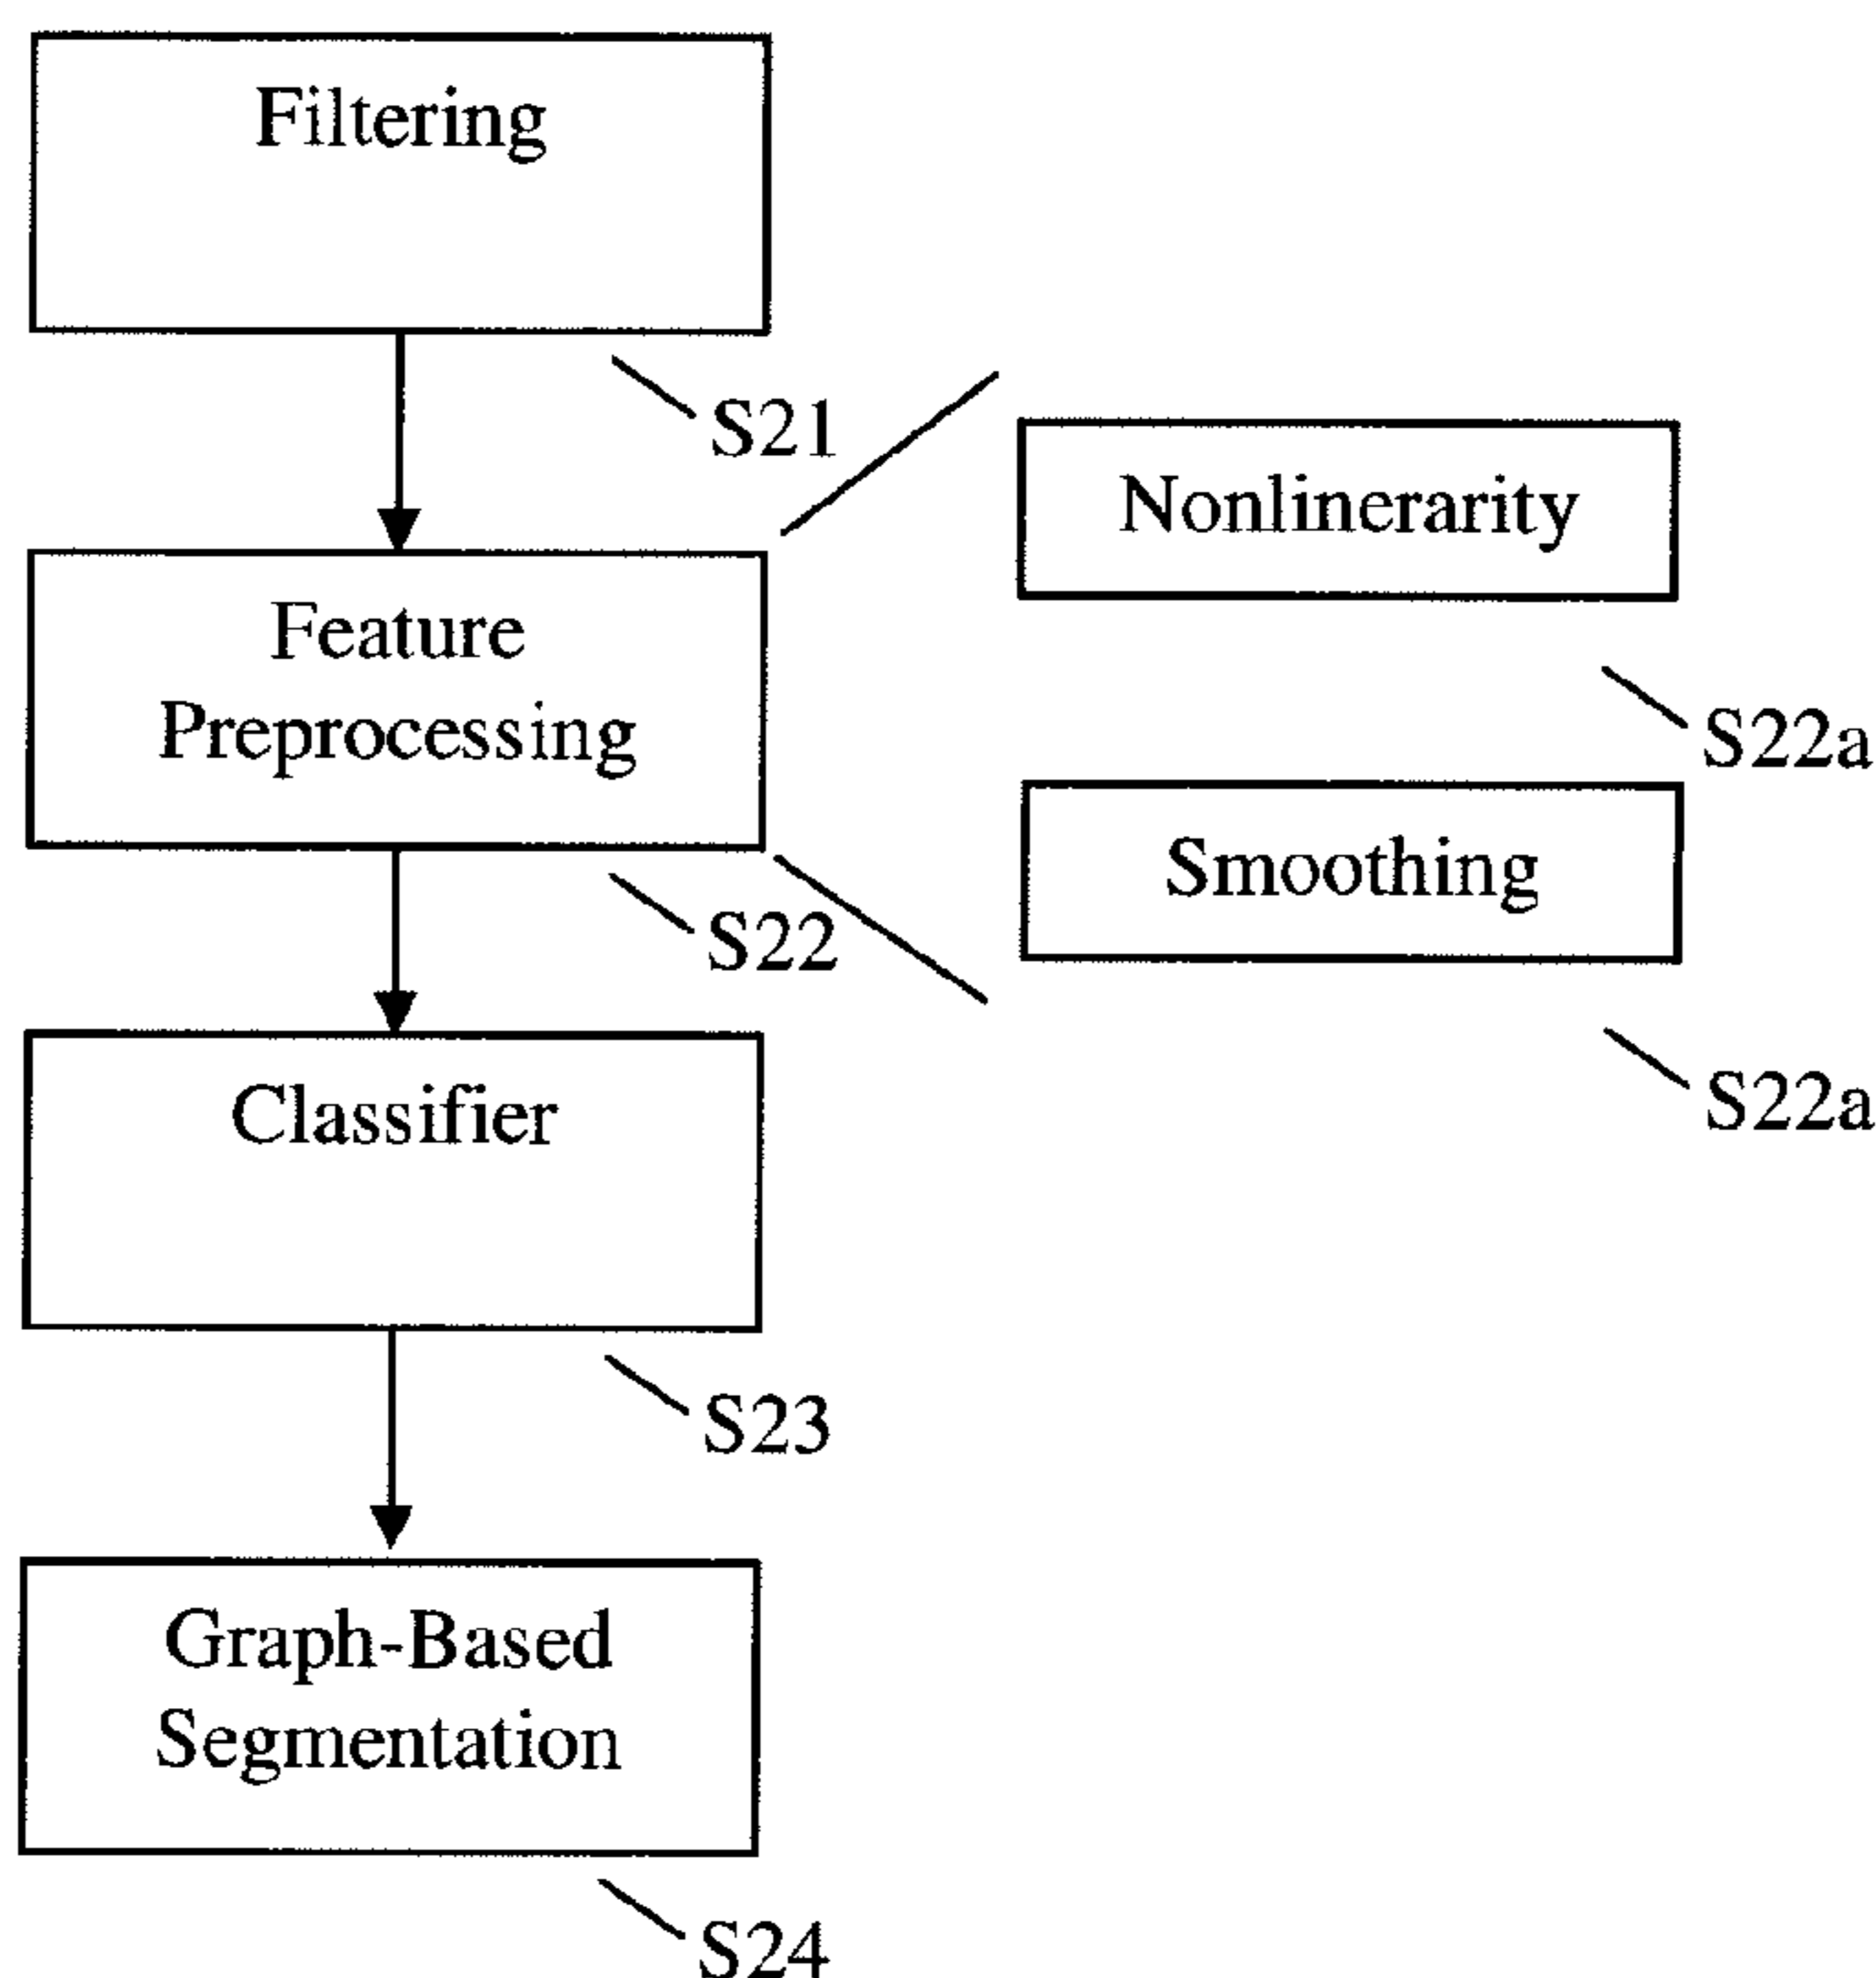 Filtering
S21
Nonlinerarity
Feature
Preprocessing
S22a
Smoothing
S22
Classifier
S22a
S23
Graph-Based
Segmentation
S24